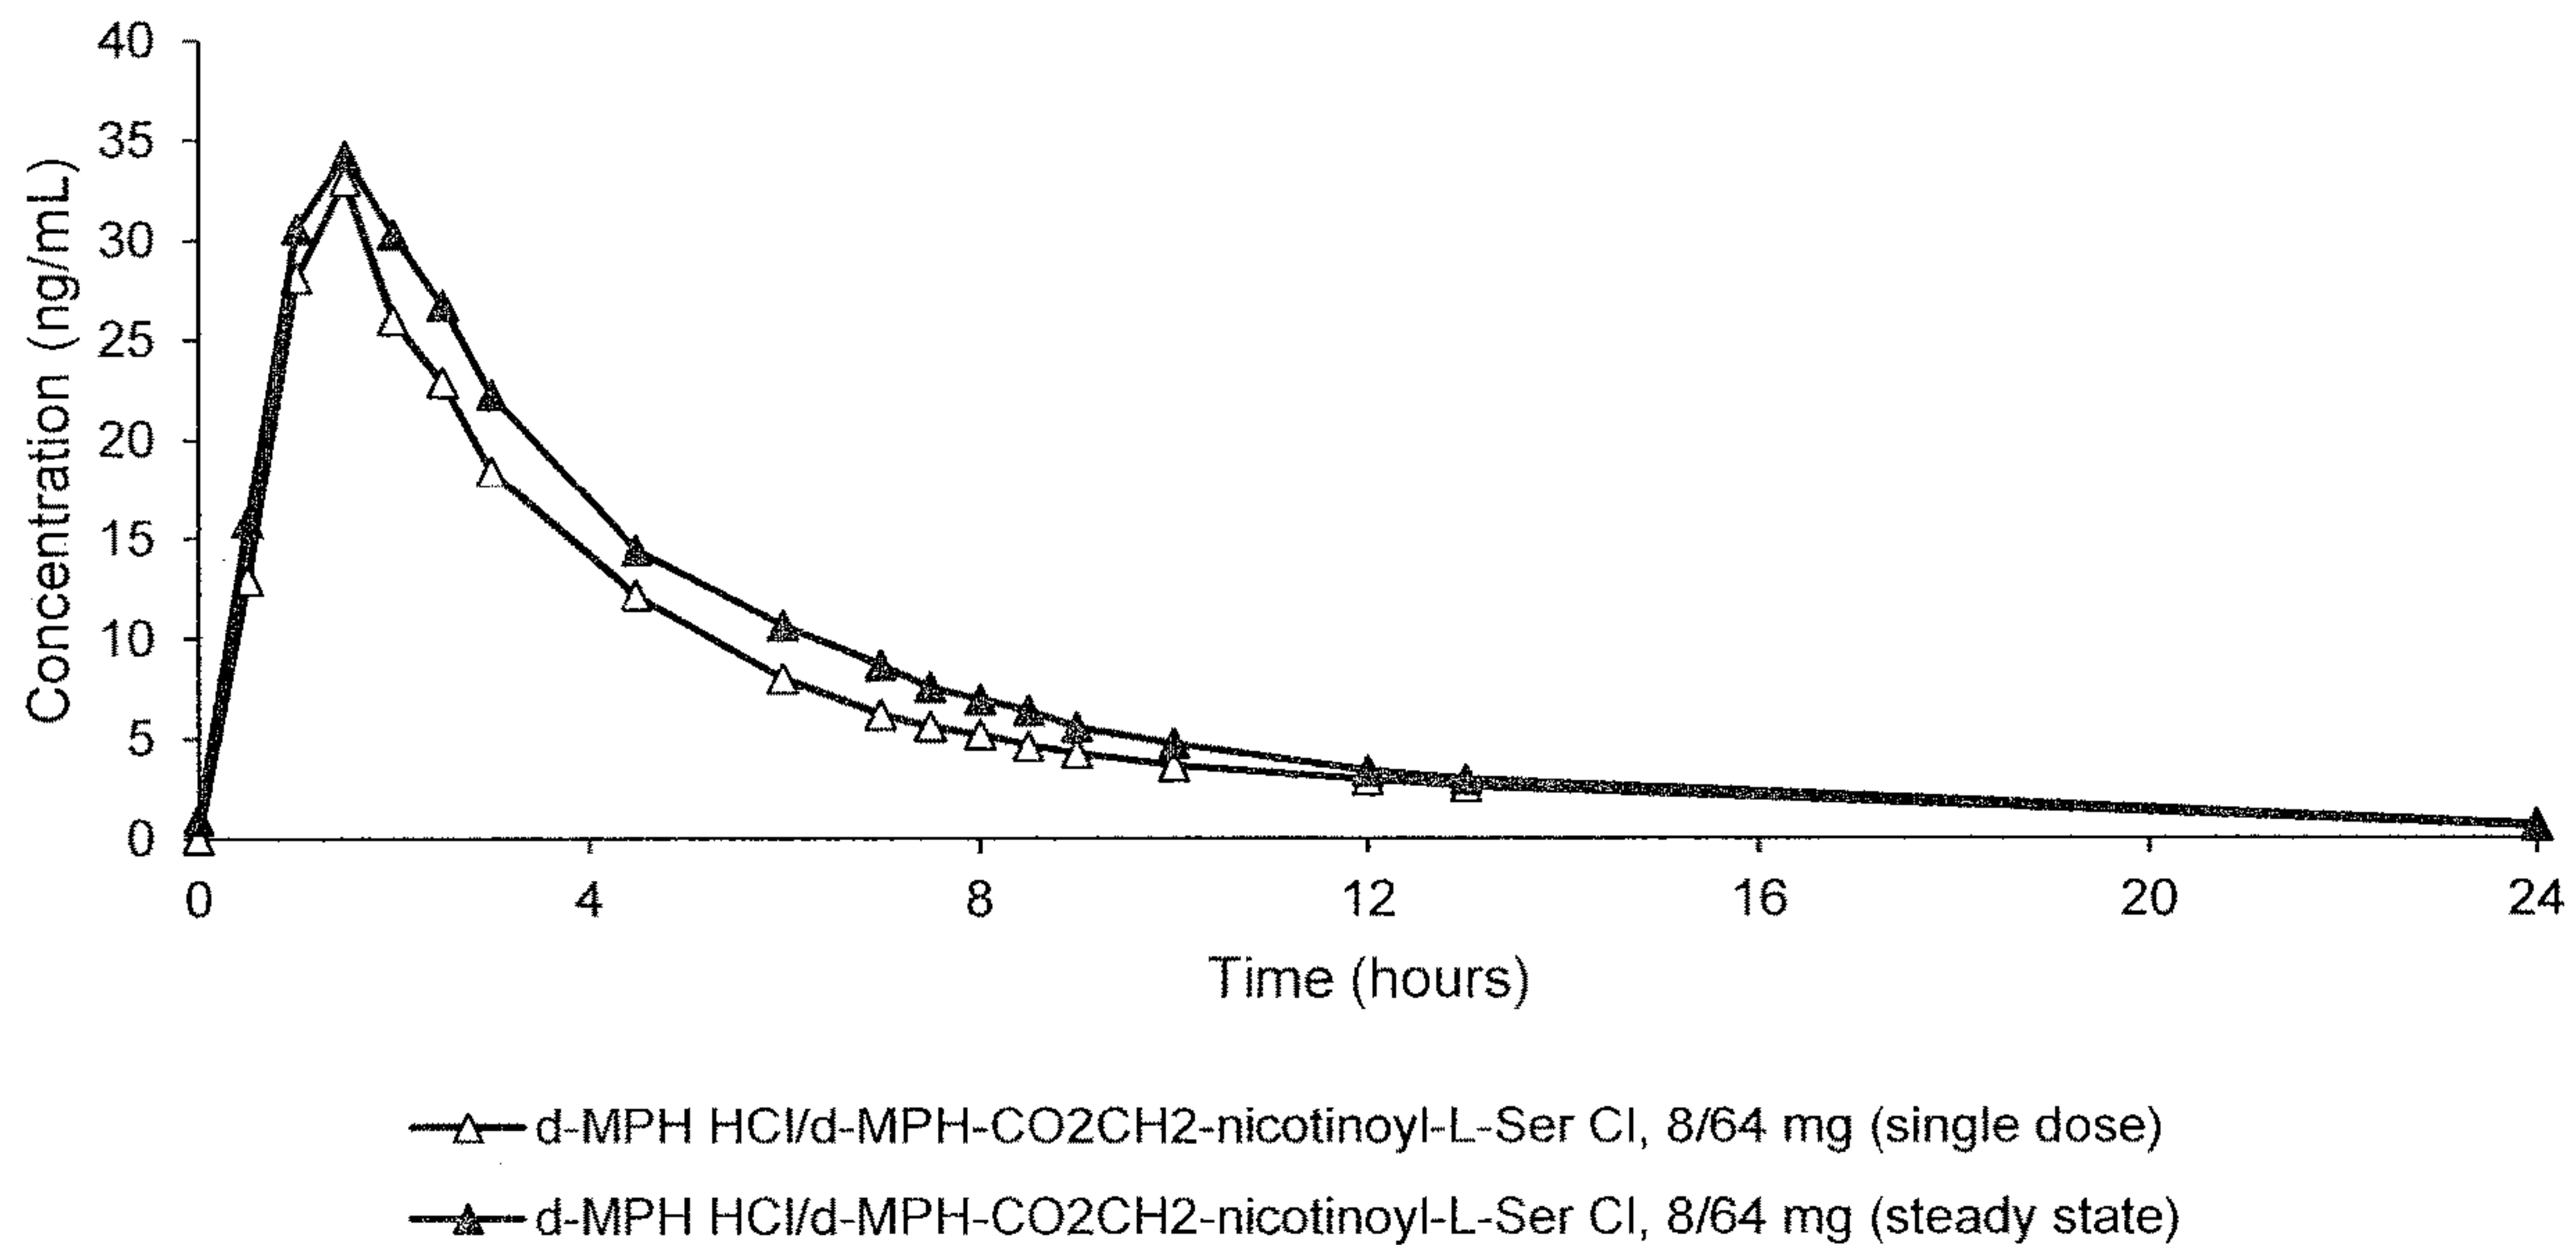 40
35
30
25
20
15
10
5
0
Concentration (ng/mL)
0 4 8 12 16 20 24
Time (hours)
d-MPH HCl/d-MPH-CO2CH2-nicotinoyl-L-Ser Cl, 8/64 mg (single dose)
d-MPH HCl/d-MPH-CO2CH2-nicotinoyl-L-Ser Cl, 8/64 mg (steady state)